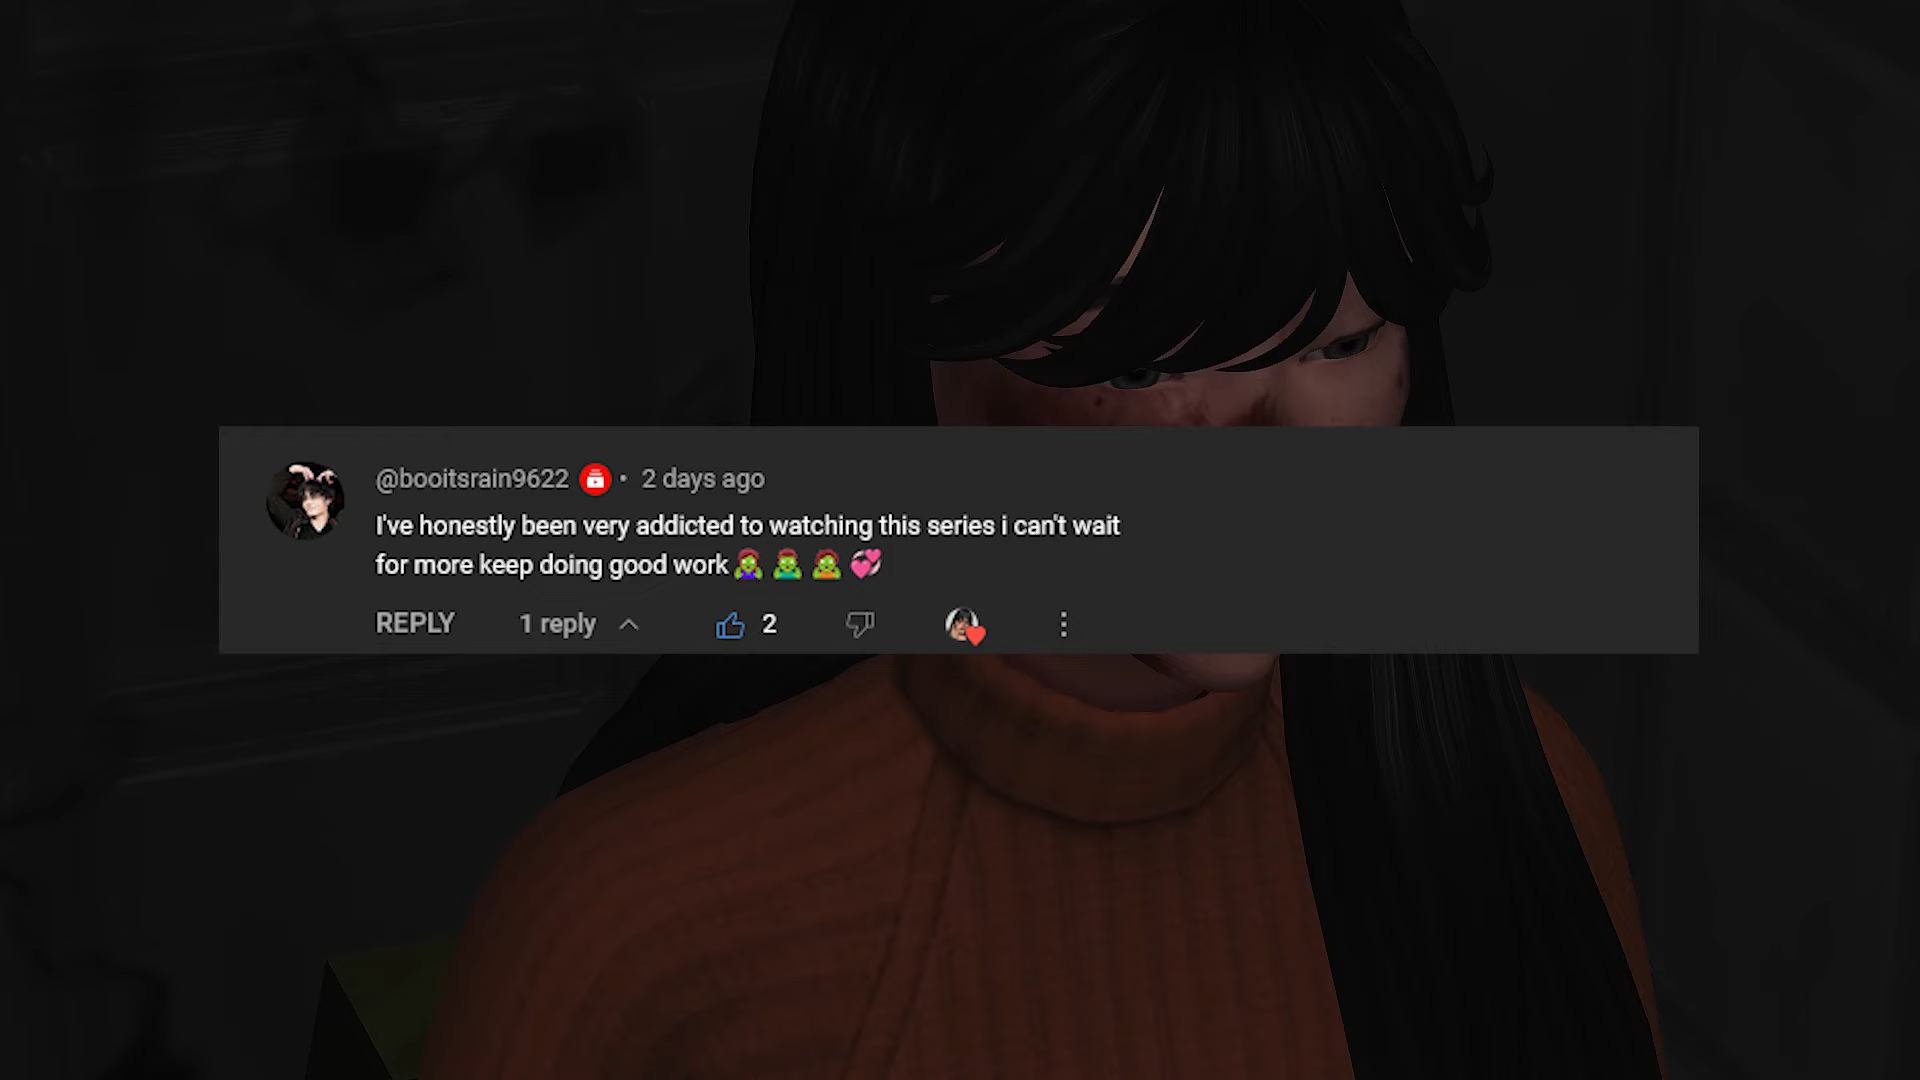 @booitsrain9622 • 2 days ago
I've honestly been very addicted to watching this series i can't wait
for more keep doing good work🧟‍♀️🧟‍♂️🧟💞
REPLY 1 reply 2